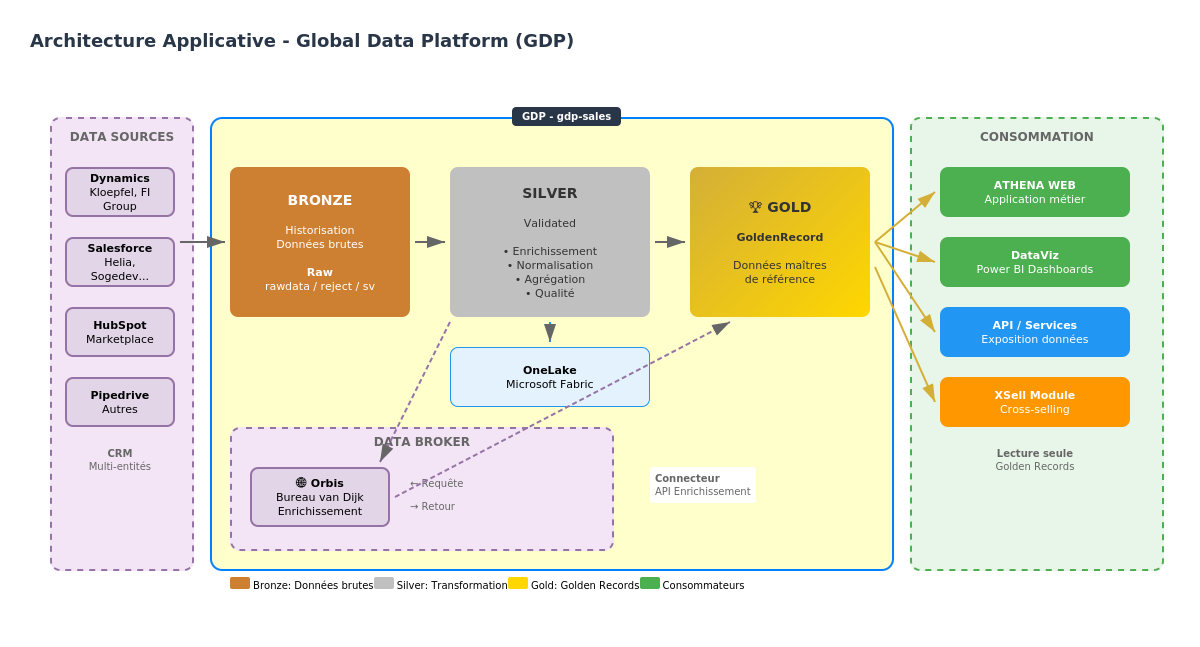 Architecture Applicative - Global Data Platform (GDP)
GDP - gdp-sales
DATA SOURCES
Dynamics
Kloepfel, FI
Group
Salesforce
Helia,
Sogedev...
HubSpot
Marketplace
Pipedrive
Autres
CRM
Multi-entités
BRONZE
Historisation
Données brutes
Raw
rawdata / reject / sv
SILVER
Validated
• Enrichissement
• Normalisation
• Agrégation
• Qualité
🏆 GOLD
GoldenRecord
Données maîtres
de référence
OneLake
Microsoft Fabric
DATA BROKER
🌐 Orbis
Bureau van Dijk
Enrichissement
← Requête
→ Retour
Connecteur
API Enrichissement
CONSOMMATION
ATHENA WEB
Application métier
DataViz
Power BI Dashboards
API / Services
Exposition données
XSell Module
Cross-selling
Lecture seule
Golden Records
Bronze: Données brutes
Silver: Transformation
Gold: Golden Records
Consommateurs